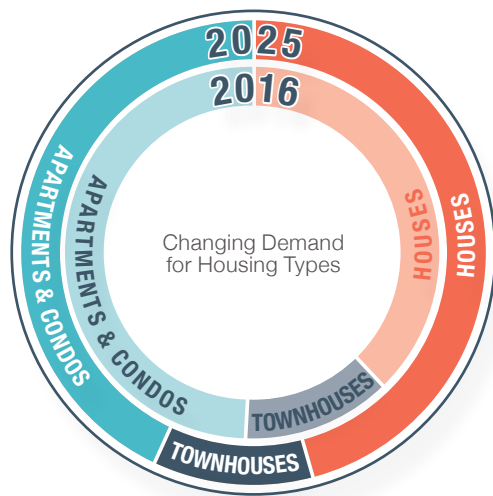 2025
2016
APARTMENTS & CONDOS
APARTMENTS & CONDOS
HOUSES
HOUSES
Changing Demand
for Housing Types
TOWNHOUSES
TOWNHOUSES